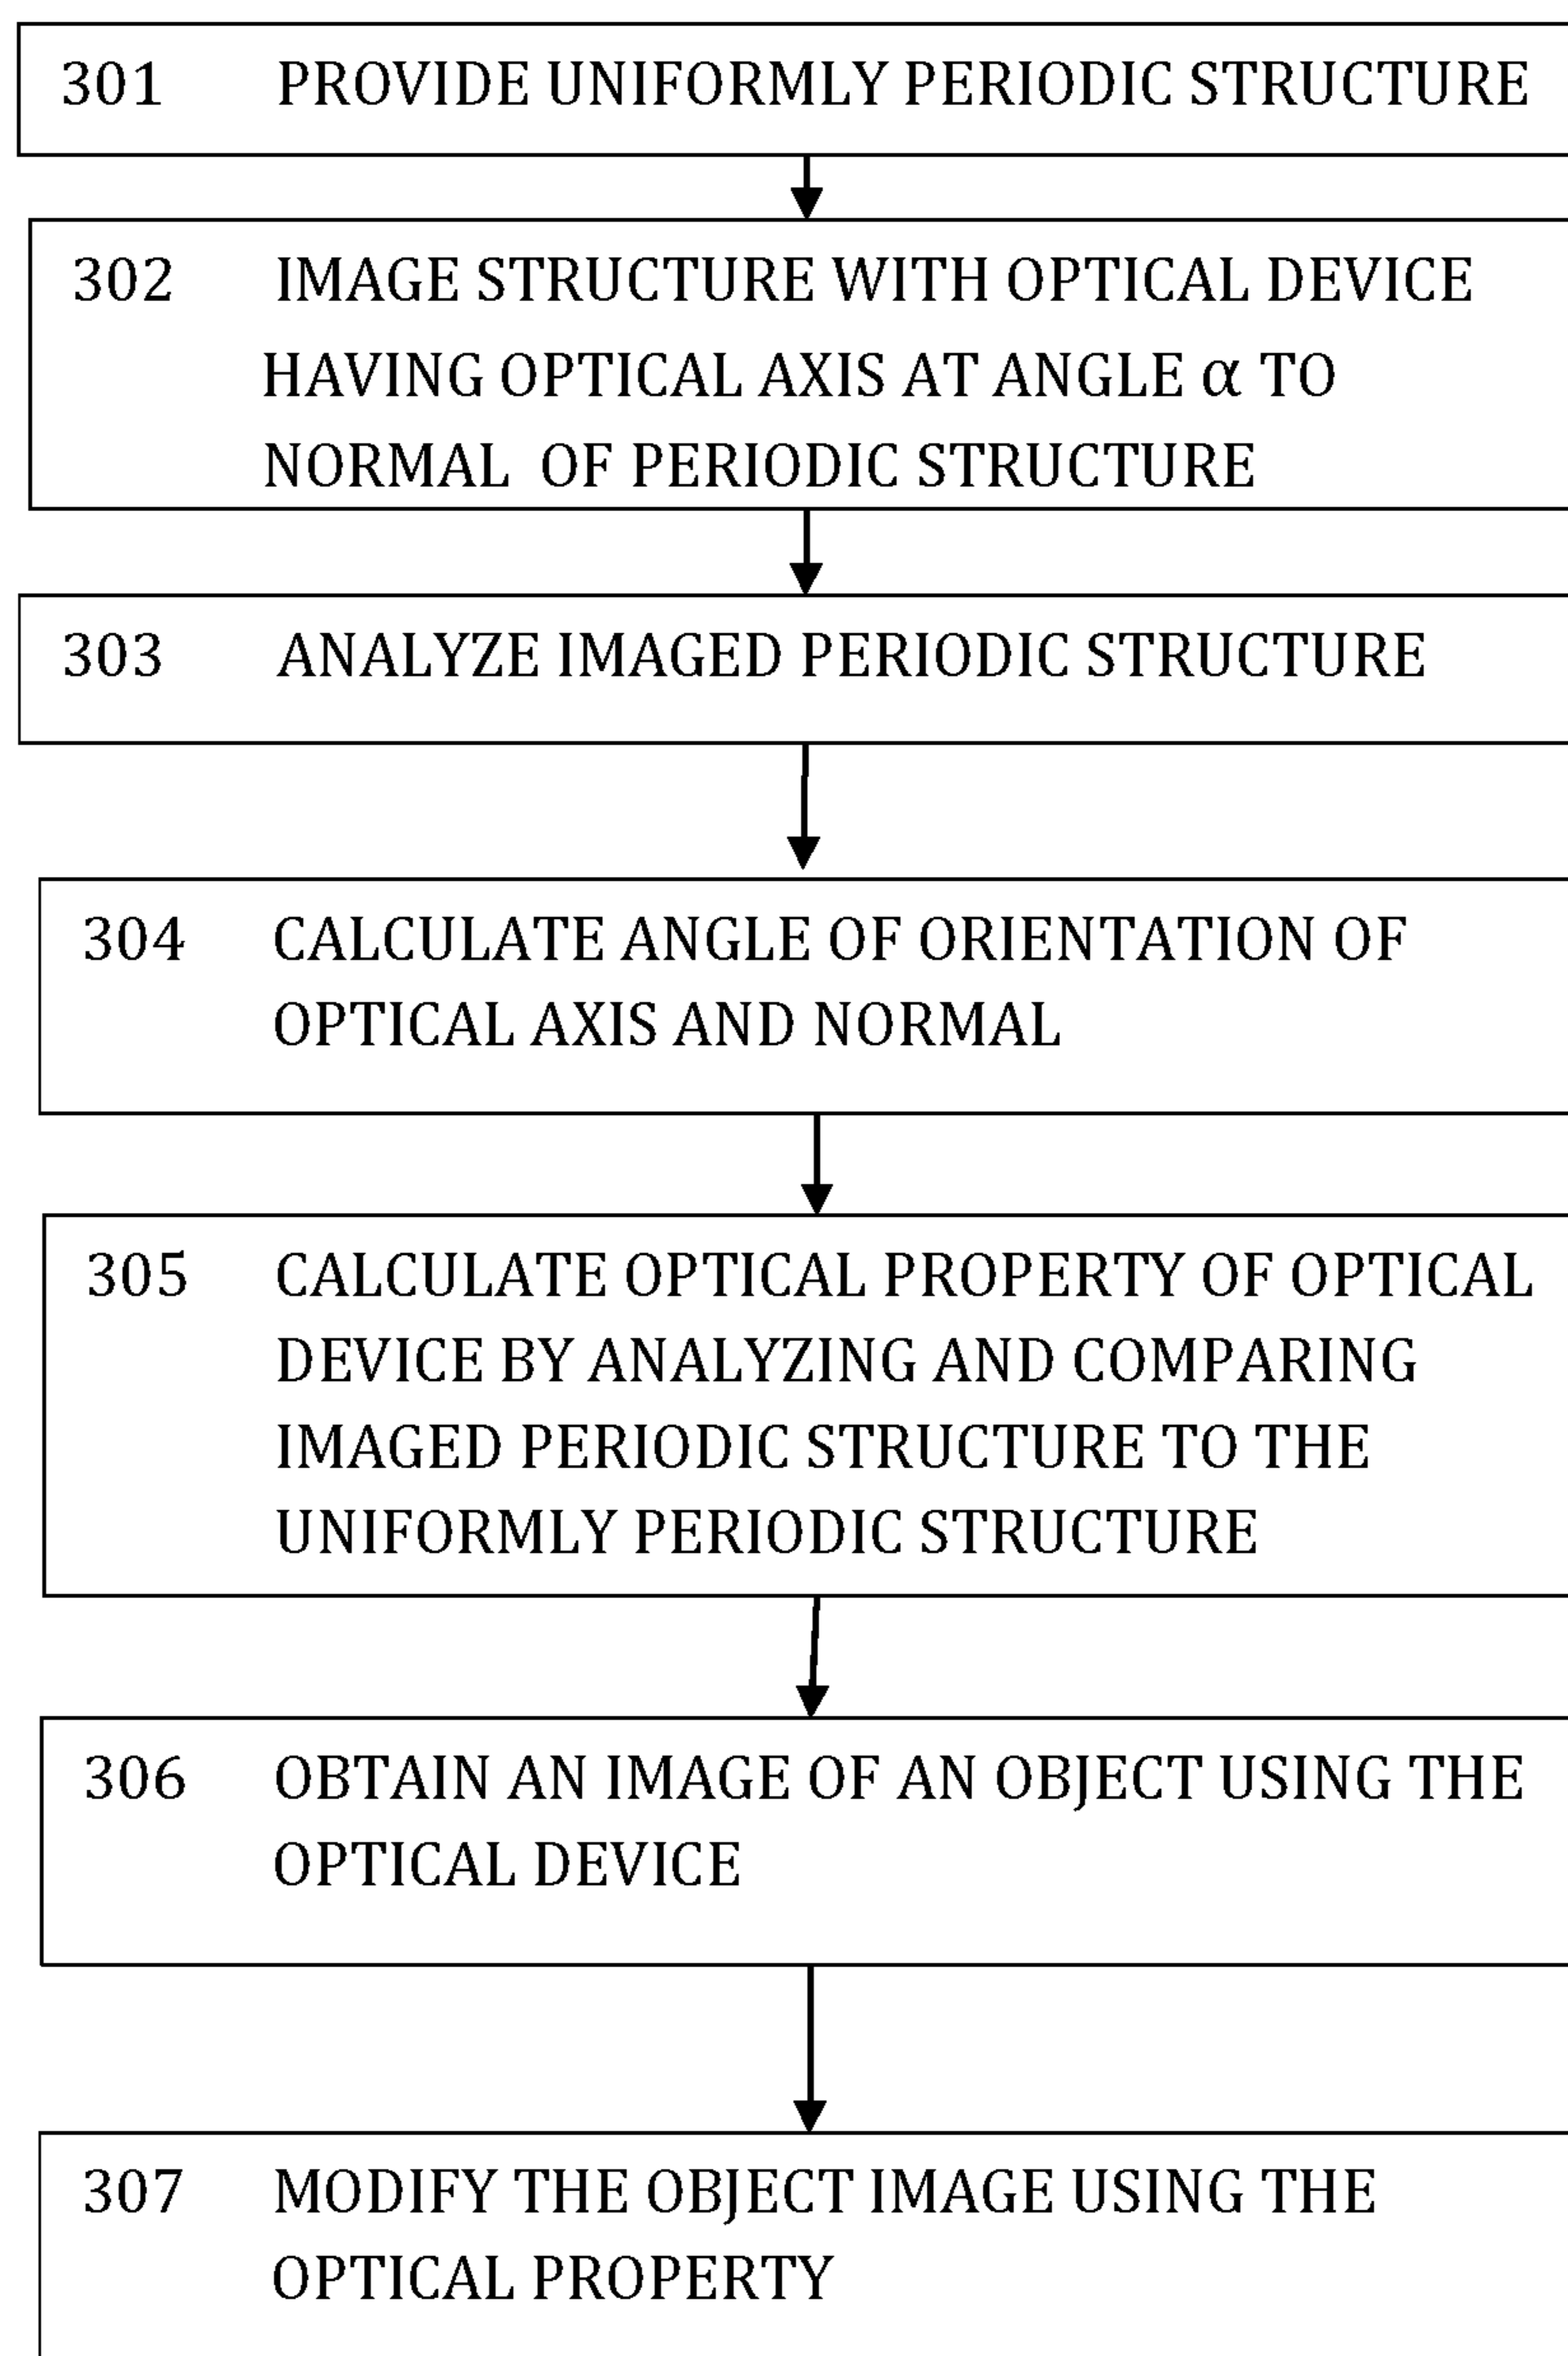 301 PROVIDE UNIFORMLY PERIODIC STRUCTURE
302 IMAGE STRUCTURE WITH OPTICAL DEVICE
HAVING OPTICAL AXIS AT ANGLE α TO
NORMAL OF PERIODIC STRUCTURE
303 ANALYZE IMAGED PERIODIC STRUCTURE
304 CALCULATE ANGLE OF ORIENTATION OF
OPTICAL AXIS AND NORMAL
305 CALCULATE OPTICAL PROPERTY OF OPTICAL
DEVICE BY ANALYZING AND COMPARING
IMAGED PERIODIC STRUCTURE TO THE
UNIFORMLY PERIODIC STRUCTURE
306 OBTAIN AN IMAGE OF AN OBJECT USING THE
OPTICAL DEVICE
307 MODIFY THE OBJECT IMAGE USING THE
OPTICAL PROPERTY